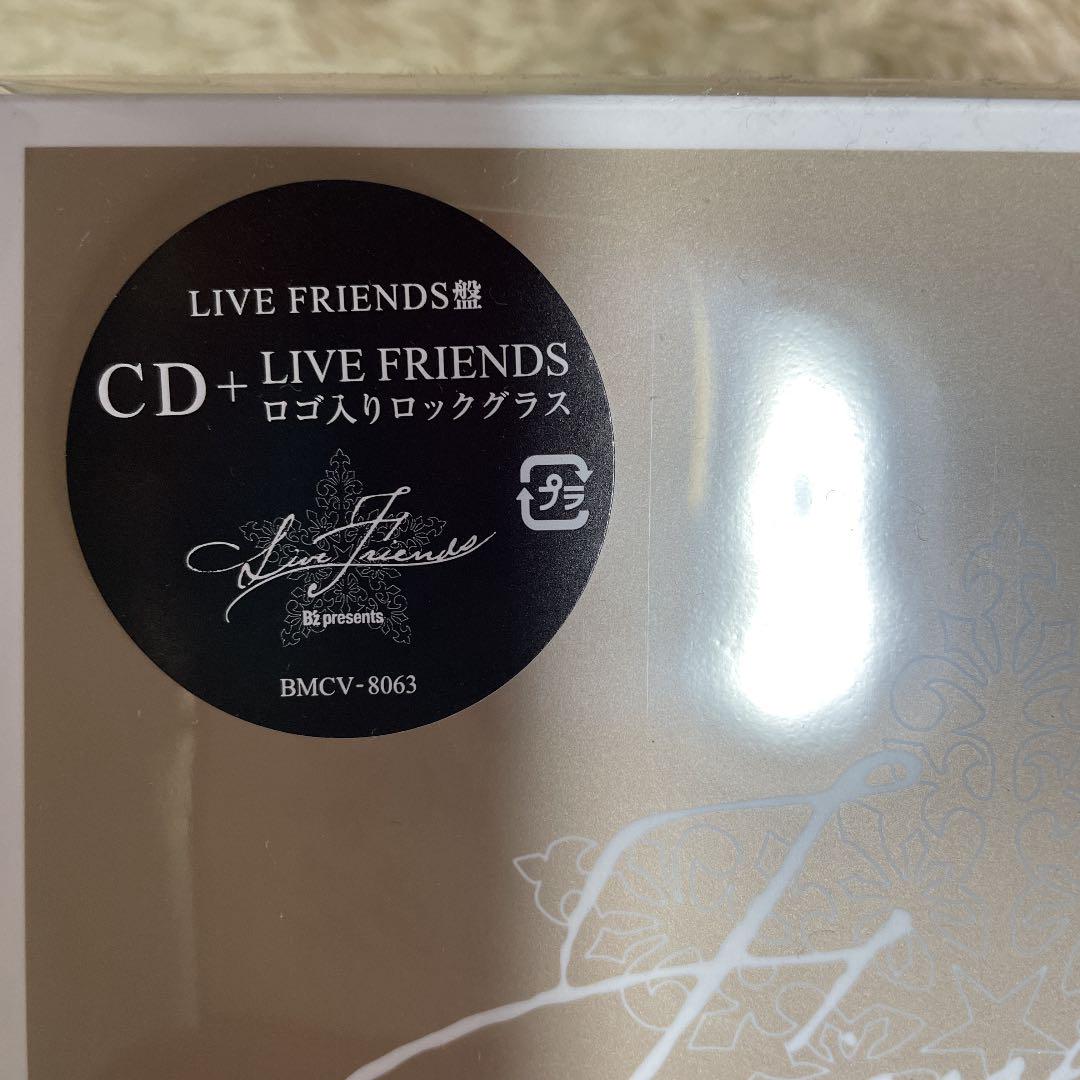 LIVE FRIENDS盤
CD+ LIVE FRIENDS
ロゴ入りロックグラス
プラ
Live Friends
B'z presents
BMCV-8063